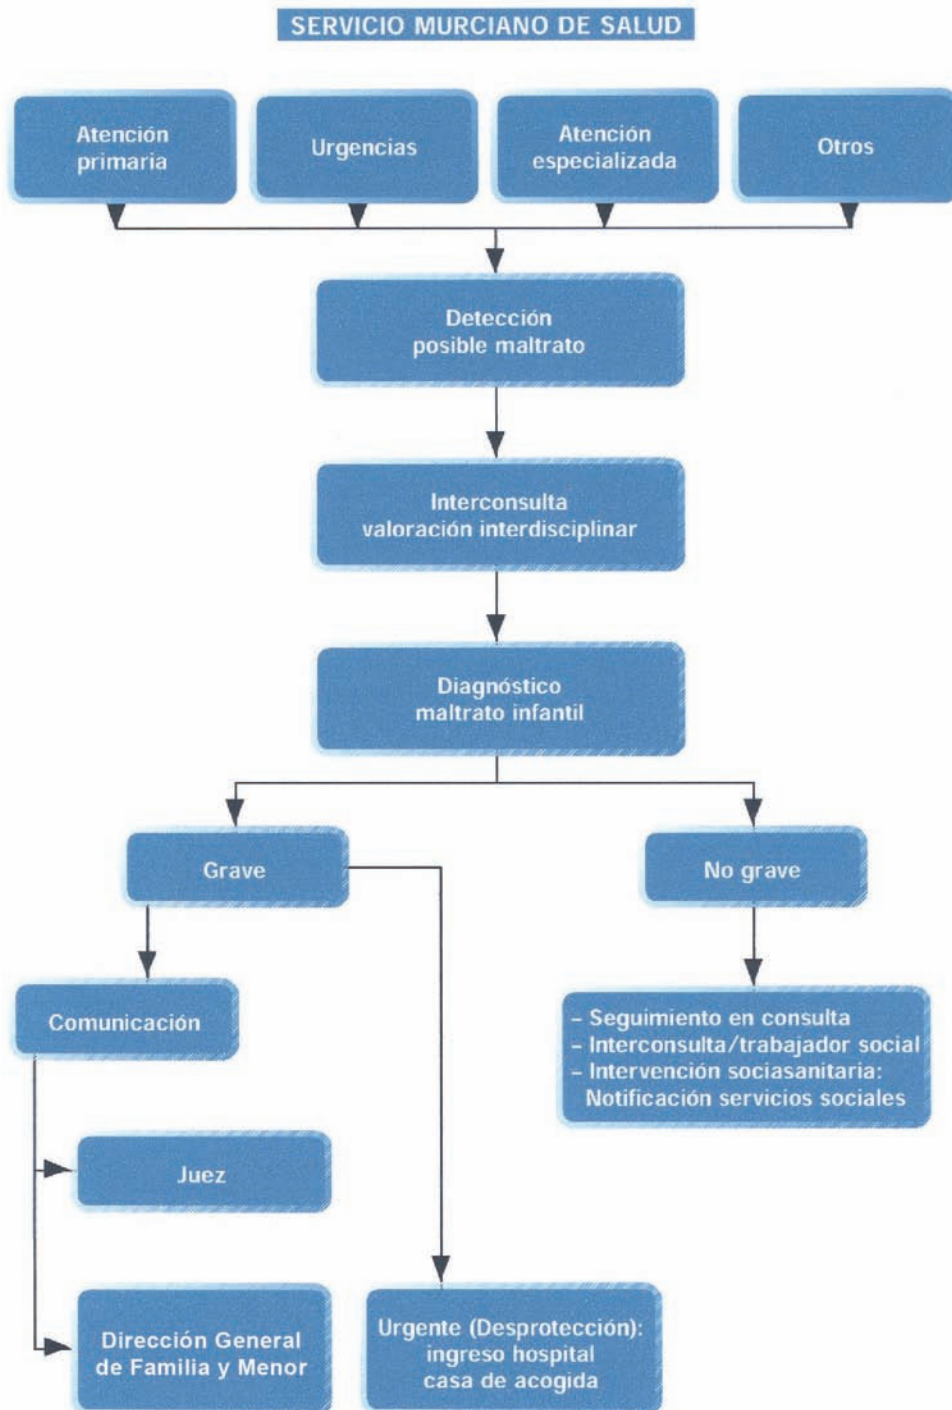 SERVICIO MURCIANO DE SALUD
Atención
primaria
Urgencias
Atención
especializada
Otros
Detección
posible maltrato
Interconsulta
valoración interdisciplinar
Diagnóstico
maltrato infantil
Grave
No grave
Comunicación
– Seguimiento en consulta
– Interconsulta/trabajador social
– Intervención sociasanitaria:
Notificación servicios sociales
Juez
Dirección General
de Familia y Menor
Urgente (Desprotección):
ingreso hospital
casa de acogida